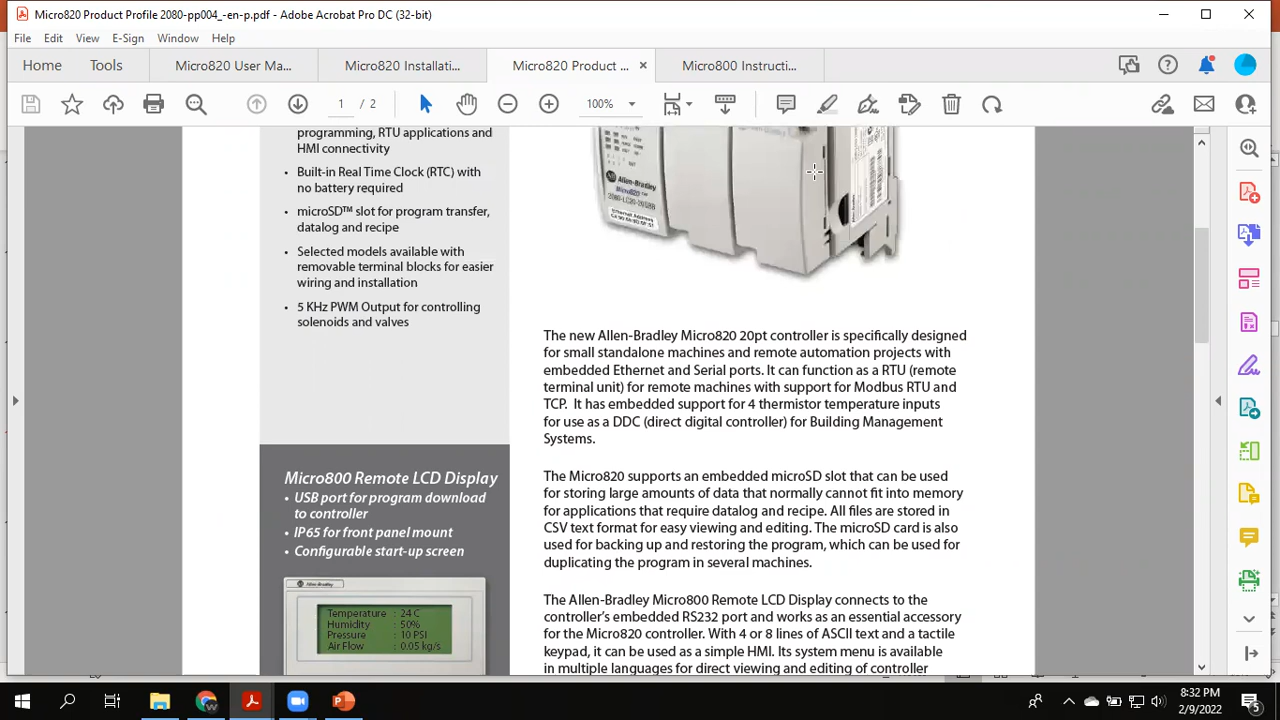 Micro820 Product Profile 2080-pp004_-en-p.pdf - Adobe Acrobat Pro DC (32-bit)
File Edit View E-Sign Window Help
Home Tools Micro820 User Ma... Micro820 Installati... Micro820 Product ... × Micro800 Instructi...
1 / 2 100%
programming, RTU applications and
HMI connectivity
• Built-in Real Time Clock (RTC) with
no battery required
• microSD™ slot for program transfer,
datalog and recipe
• Selected models available with
removable terminal blocks for easier
wiring and installation
• 5 KHz PWM Output for controlling
solenoids and valves
Micro800 Remote LCD Display
• USB port for program download
to controller
• IP65 for front panel mount
• Configurable start-up screen
Allen-Bradley
Temperature : 24 C
Humidity : 50%
Pressure : 10 PSI
Air Flow : 0.05 kg/s
Allen-Bradley
Micro820
2080-LC20-20QBB
Ethernet Address
The new Allen-Bradley Micro820 20pt controller is specifically designed
for small standalone machines and remote automation projects with
embedded Ethernet and Serial ports. It can function as a RTU (remote
terminal unit) for remote machines with support for Modbus RTU and
TCP. It has embedded support for 4 thermistor temperature inputs
for use as a DDC (direct digital controller) for Building Management
Systems.
The Micro820 supports an embedded microSD slot that can be used
for storing large amounts of data that normally cannot fit into memory
for applications that require datalog and recipe. All files are stored in
CSV text format for easy viewing and editing. The microSD card is also
used for backing up and restoring the program, which can be used for
duplicating the program in several machines.
The Allen-Bradley Micro800 Remote LCD Display connects to the
controller's embedded RS232 port and works as an essential accessory
for the Micro820 controller. With 4 or 8 lines of ASCII text and a tactile
keypad, it can be used as a simple HMI. Its system menu is available
in multiple languages for direct viewing and editing of controller
8:32 PM
2/9/2022
5